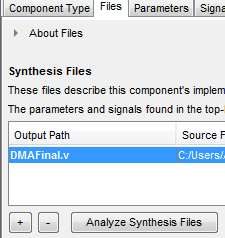 Component Type Files Parameters Signa
About Files
Synthesis Files
These files describe this component's implem
The parameters and signals found in the top-l
Output Path Source F
DMAFinal.v C:/Users/
+ - Analyze Synthesis Files